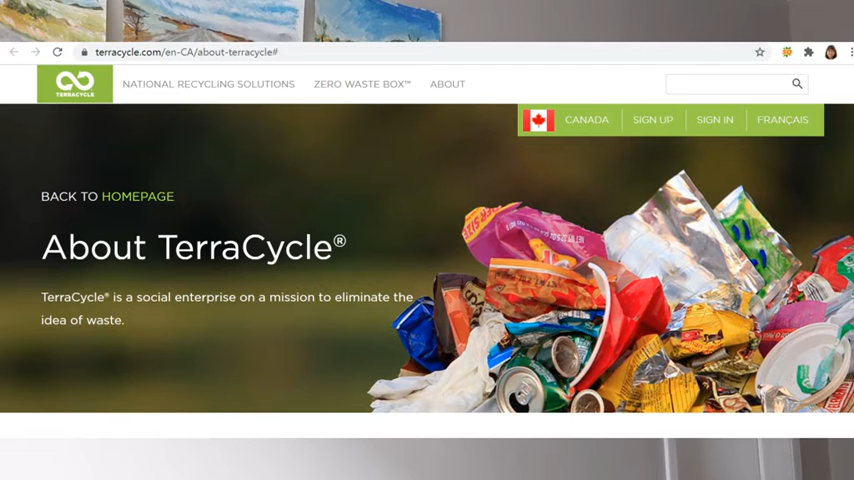 terracycle.com/en-CA/about-terracycle#
TERRACYCLE
NATIONAL RECYCLING SOLUTIONS
ZERO WASTE BOX™
ABOUT
CANADA
SIGN UP
SIGN IN
FRANÇAIS
BACK TO HOMEPAGE
About TerraCycle®
TerraCycle® is a social enterprise on a mission to eliminate the
idea of waste.